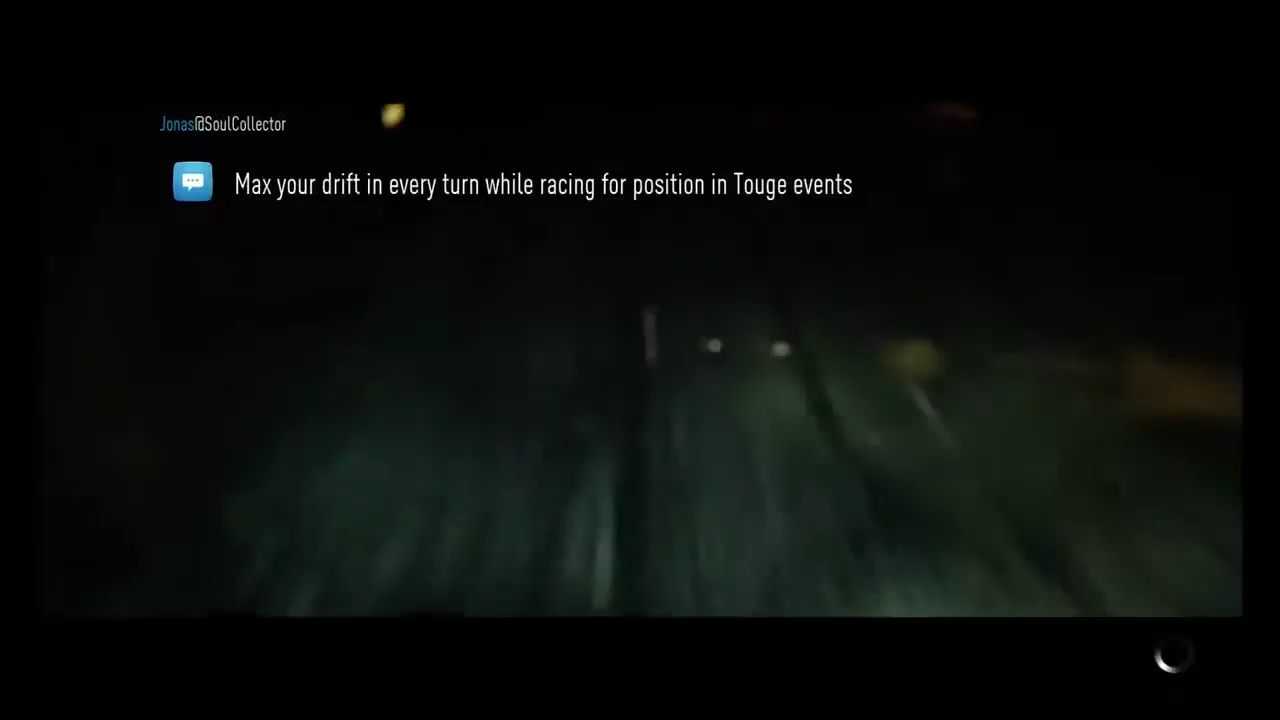 Jonas@SoulCollector
Max your drift in every turn while racing for position in Touge events